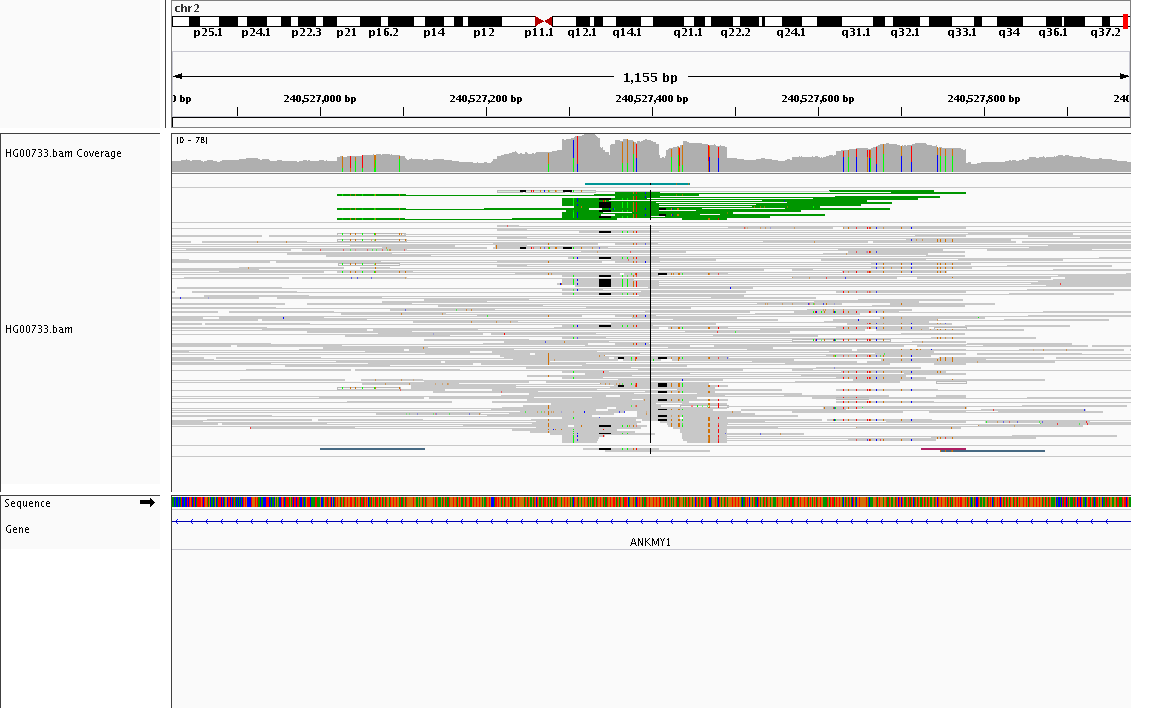 chr2
p25.1 p24.1 p22.3 p21 p16.2 p14 p12 p11.1 q12.1 q14.1 q21.1 q22.2 q24.1 q31.1 q32.1 q33.1 q34 q36.1 q37.2
1,155 bp
0 bp 240,527,000 bp 240,527,200 bp 240,527,400 bp 240,527,600 bp 240,527,800 bp 240
[0 - 78]
HG00733.bam Coverage
HG00733.bam
Sequence
Gene
ANKMY1